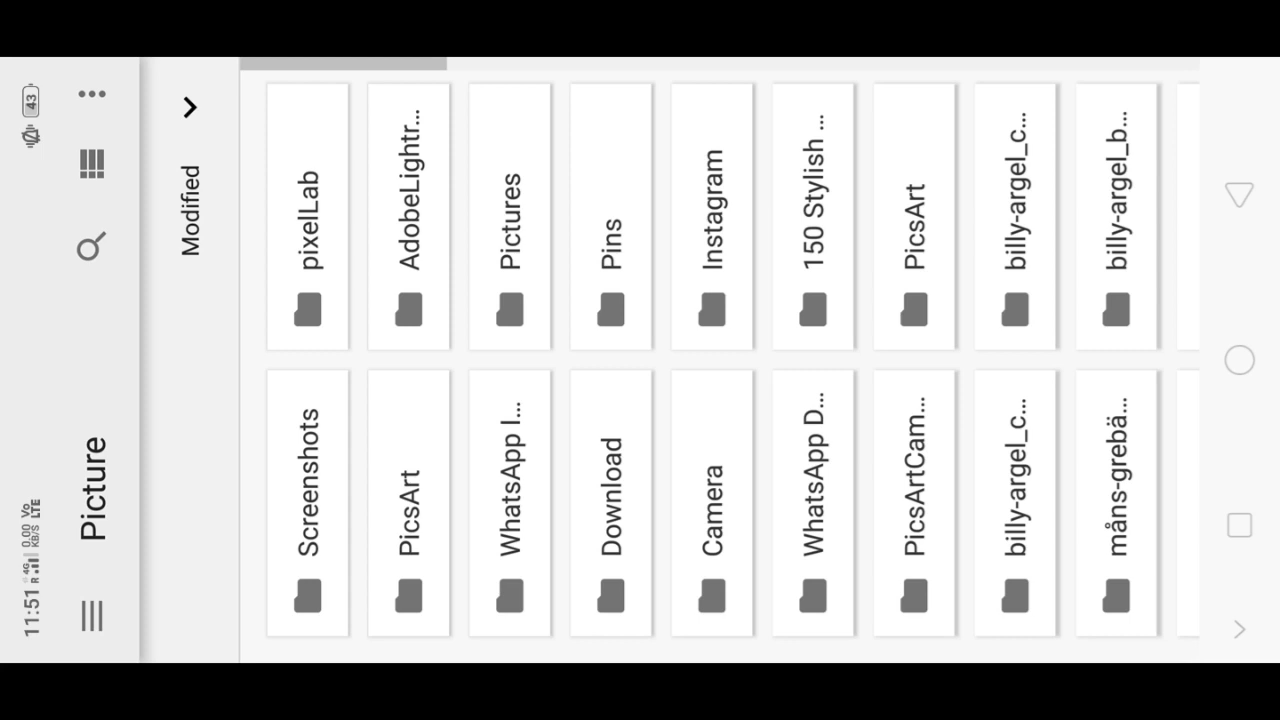 11:51 R 4G 0.00 KB/S Vo LTE 43
Picture
Modified
Screenshots pixelLab
PicsArt AdobeLightr...
WhatsApp I... Pictures
Download Pins
Camera Instagram
WhatsApp D... 150 Stylish ...
PicsArtCam... PicsArt
billy-argel_c... billy-argel_c...
måns-grebä... billy-argel_b...